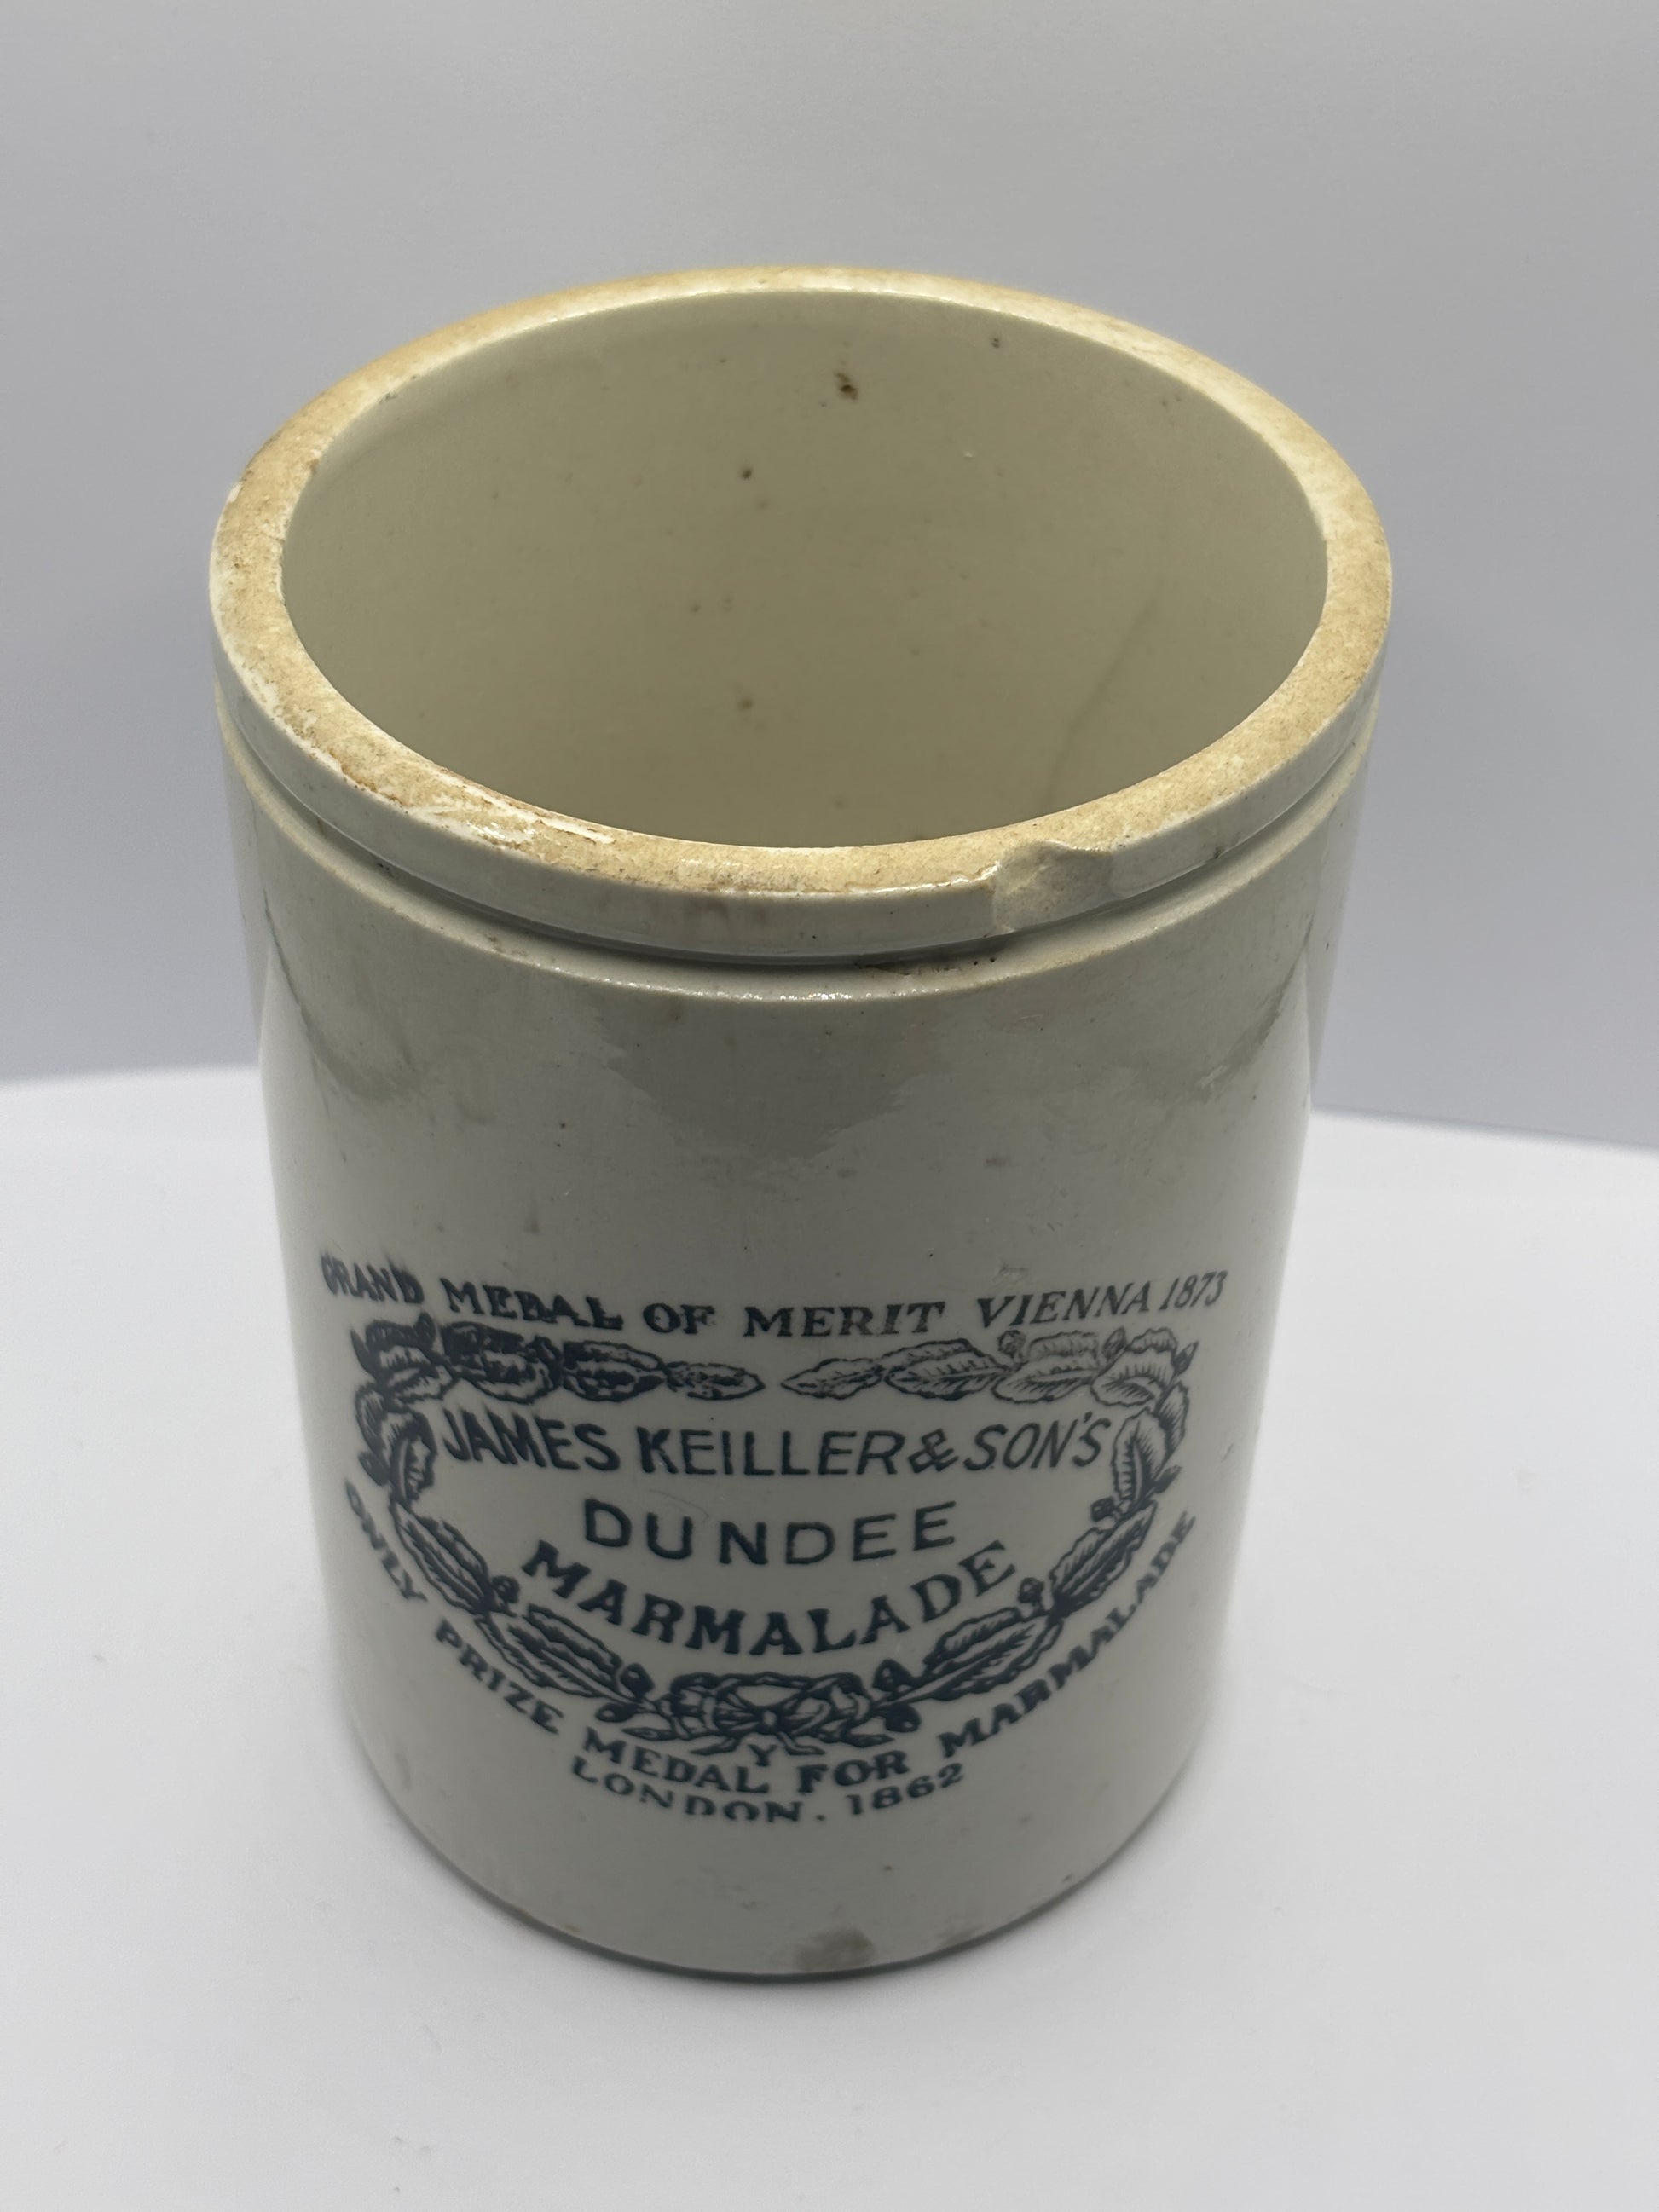 GRAND MEDAL OF MERIT VIENNA 1873
JAMES KEILLER & SON'S
DUNDEE
MARMALADE
Y
ONLY PRIZE MEDAL FOR MARMALADE
LONDON. 1862